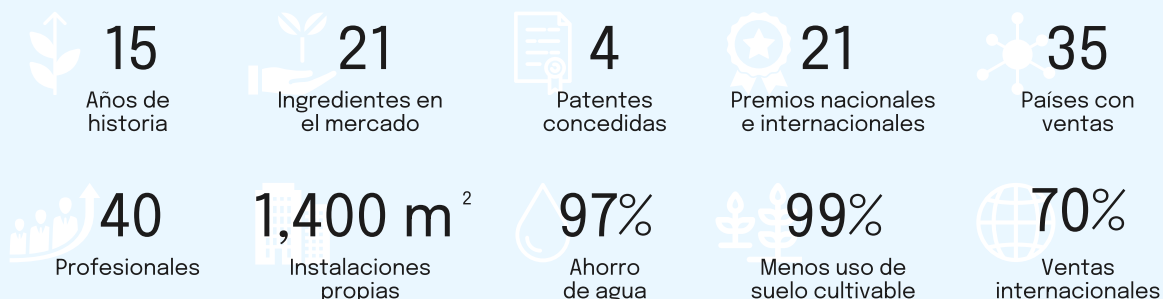 15
Años de
historia
21
Ingredientes en
el mercado
4
Patentes
concedidas
21
Premios nacionales
e internacionales
35
Países con
ventas
40
Profesionales
1,400 m²
Instalaciones
propias
97%
Ahorro
de agua
99%
Menos uso de
suelo cultivable
70%
Ventas
internacionales